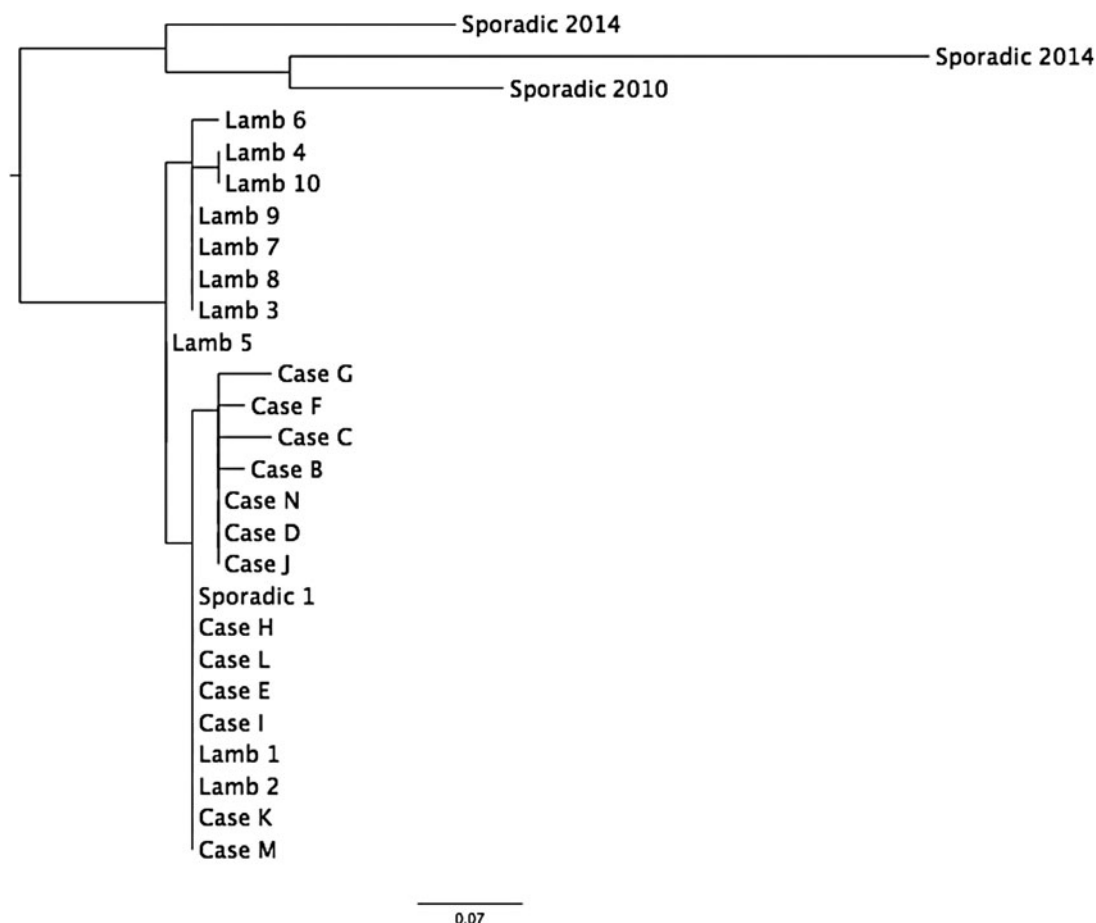 Sporadic 2014
Sporadic 2014
Sporadic 2010
Lamb 6
Lamb 4
Lamb 10
Lamb 9
Lamb 7
Lamb 8
Lamb 3
Lamb 5
Case G
Case F
Case C
Case B
Case N
Case D
Case J
Sporadic 1
Case H
Case L
Case E
Case I
Lamb 1
Lamb 2
Case K
Case M
0.07